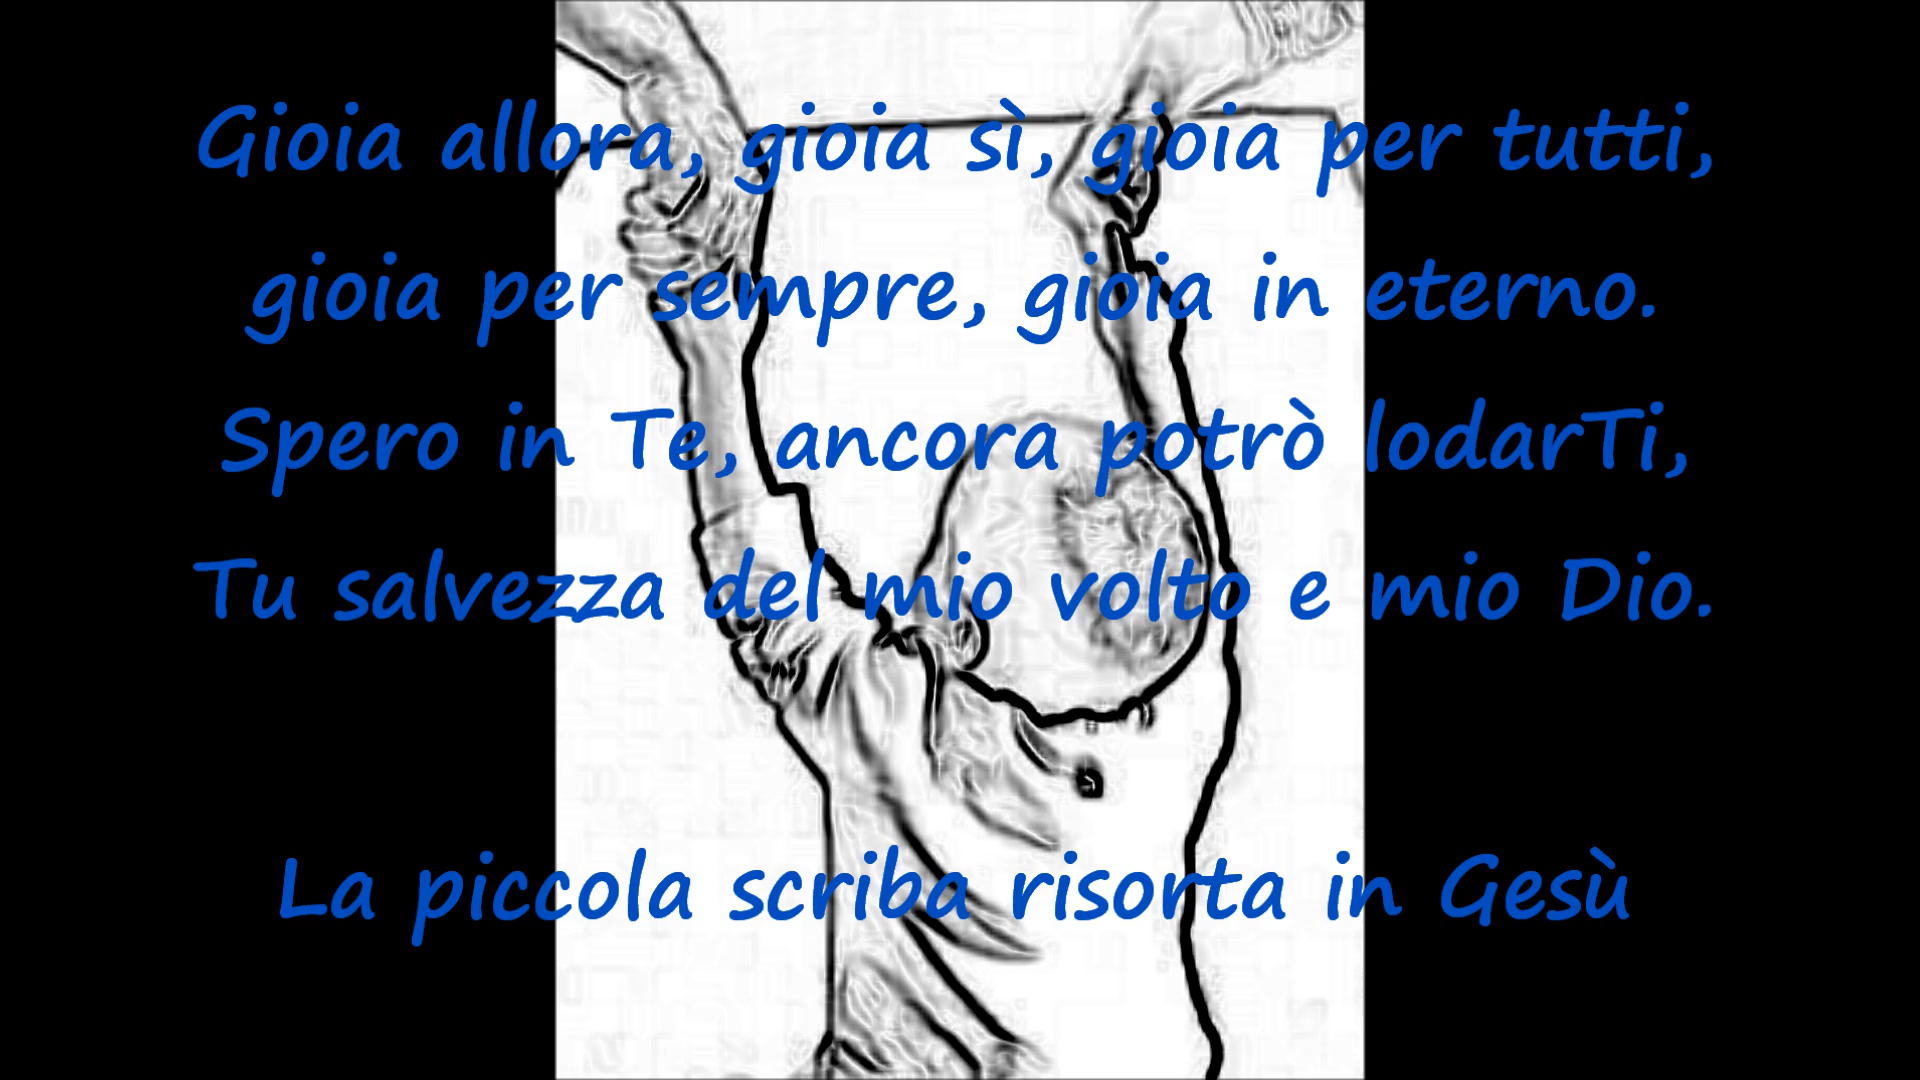 Gioia allora, gioia sì, gioia per tutti,
gioia per sempre, gioia in eterno.
Spero in Te, ancora potrò lodarTi,
Tu salvezza del mio volto e mio Dio.
La piccola scriba risorta in Gesù